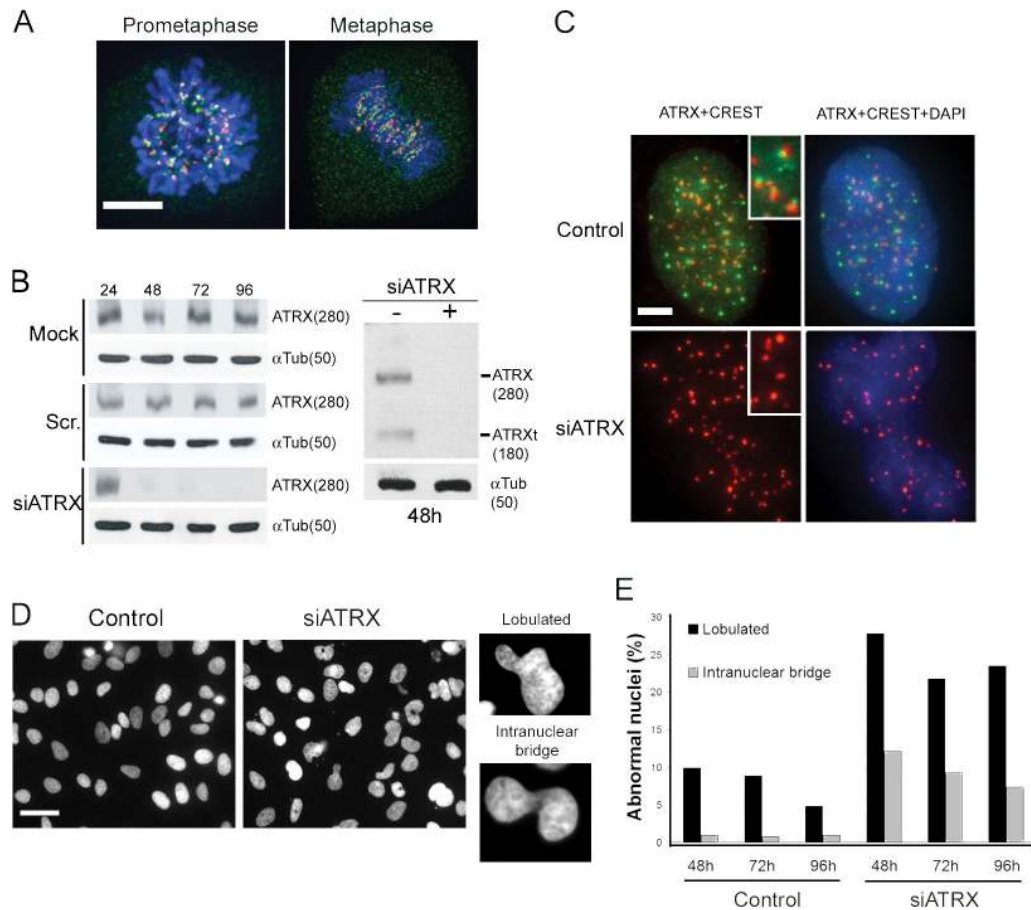 A
Prometaphase
Metaphase
B
24 48 72 96
Mock
ATRX(280)
αTub(50)
Scr.
ATRX(280)
αTub(50)
siATRX
ATRX(280)
αTub(50)
siATRX
- +
ATRX
(280)
ATRXt
(180)
αTub
(50)
48h
C
ATRX+CREST
ATRX+CREST+DAPI
Control
siATRX
D
Control
siATRX
Lobulated
Intranuclear
bridge
E
Abnormal nuclei (%)
30
25
20
15
10
5
0
Lobulated
Intranuclear bridge
48h 72h 96h 48h 72h 96h
Control siATRX